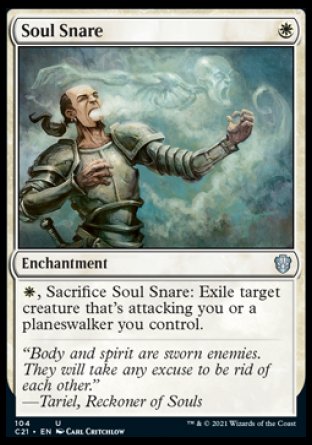 Soul Snare
Enchantment
, Sacrifice Soul Snare: Exile target
creature that's attacking you or a
planeswalker you control.
"Body and spirit are sworn enemies.
They will take any excuse to be rid of
each other."
—Tariel, Reckoner of Souls
104 U
C21 • EN Carl Critchlow
™ & © 2021 Wizards of the Coast